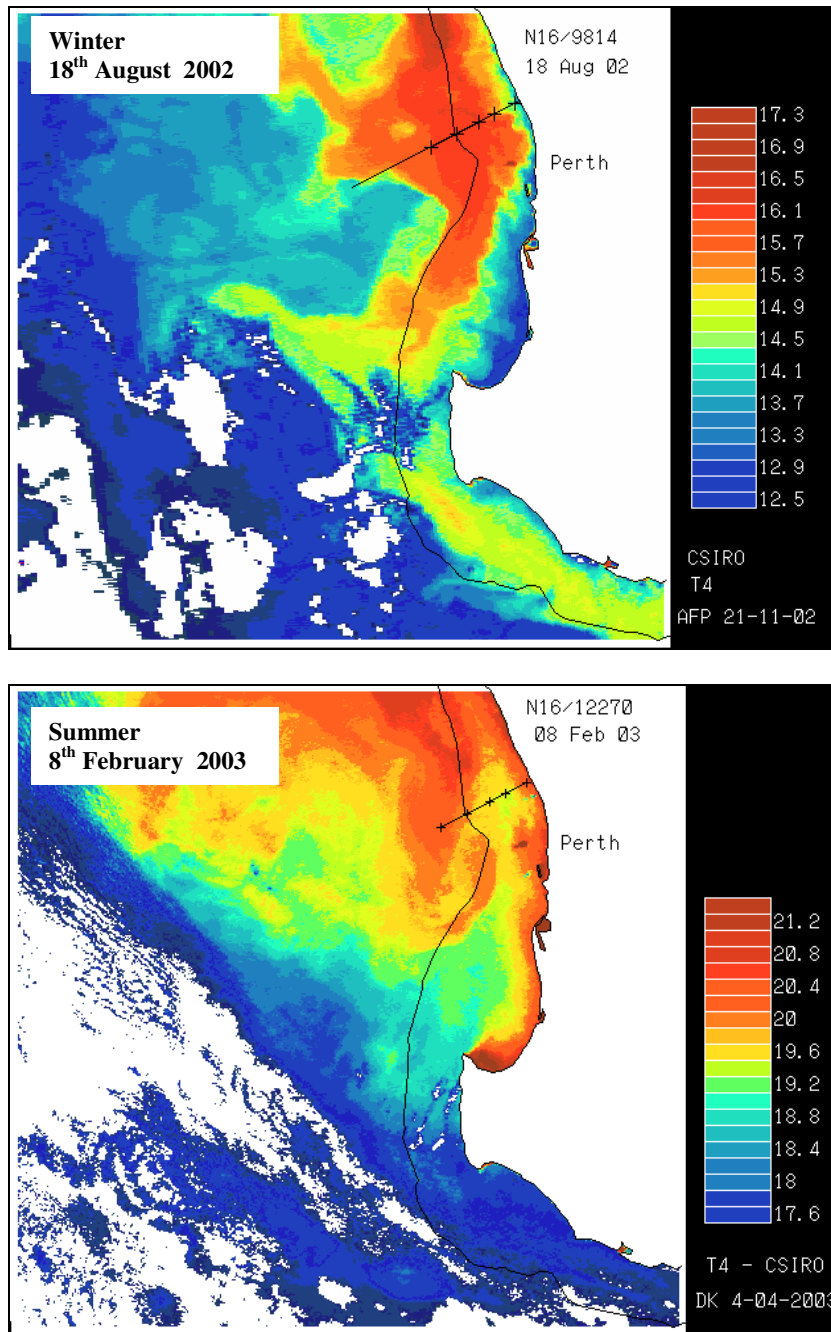 Winter
18th August 2002
N16/9814
18 Aug 02
Perth
17.3
16.9
16.5
16.1
15.7
15.3
14.9
14.5
14.1
13.7
13.3
12.9
12.5
CSIRO
T4
AFP 21-11-02
Summer
8th February 2003
N16/12270
08 Feb 03
Perth
21.2
20.8
20.4
20
19.6
19.2
18.8
18.4
18
17.6
T4 - CSIRO
DK 4-04-2003